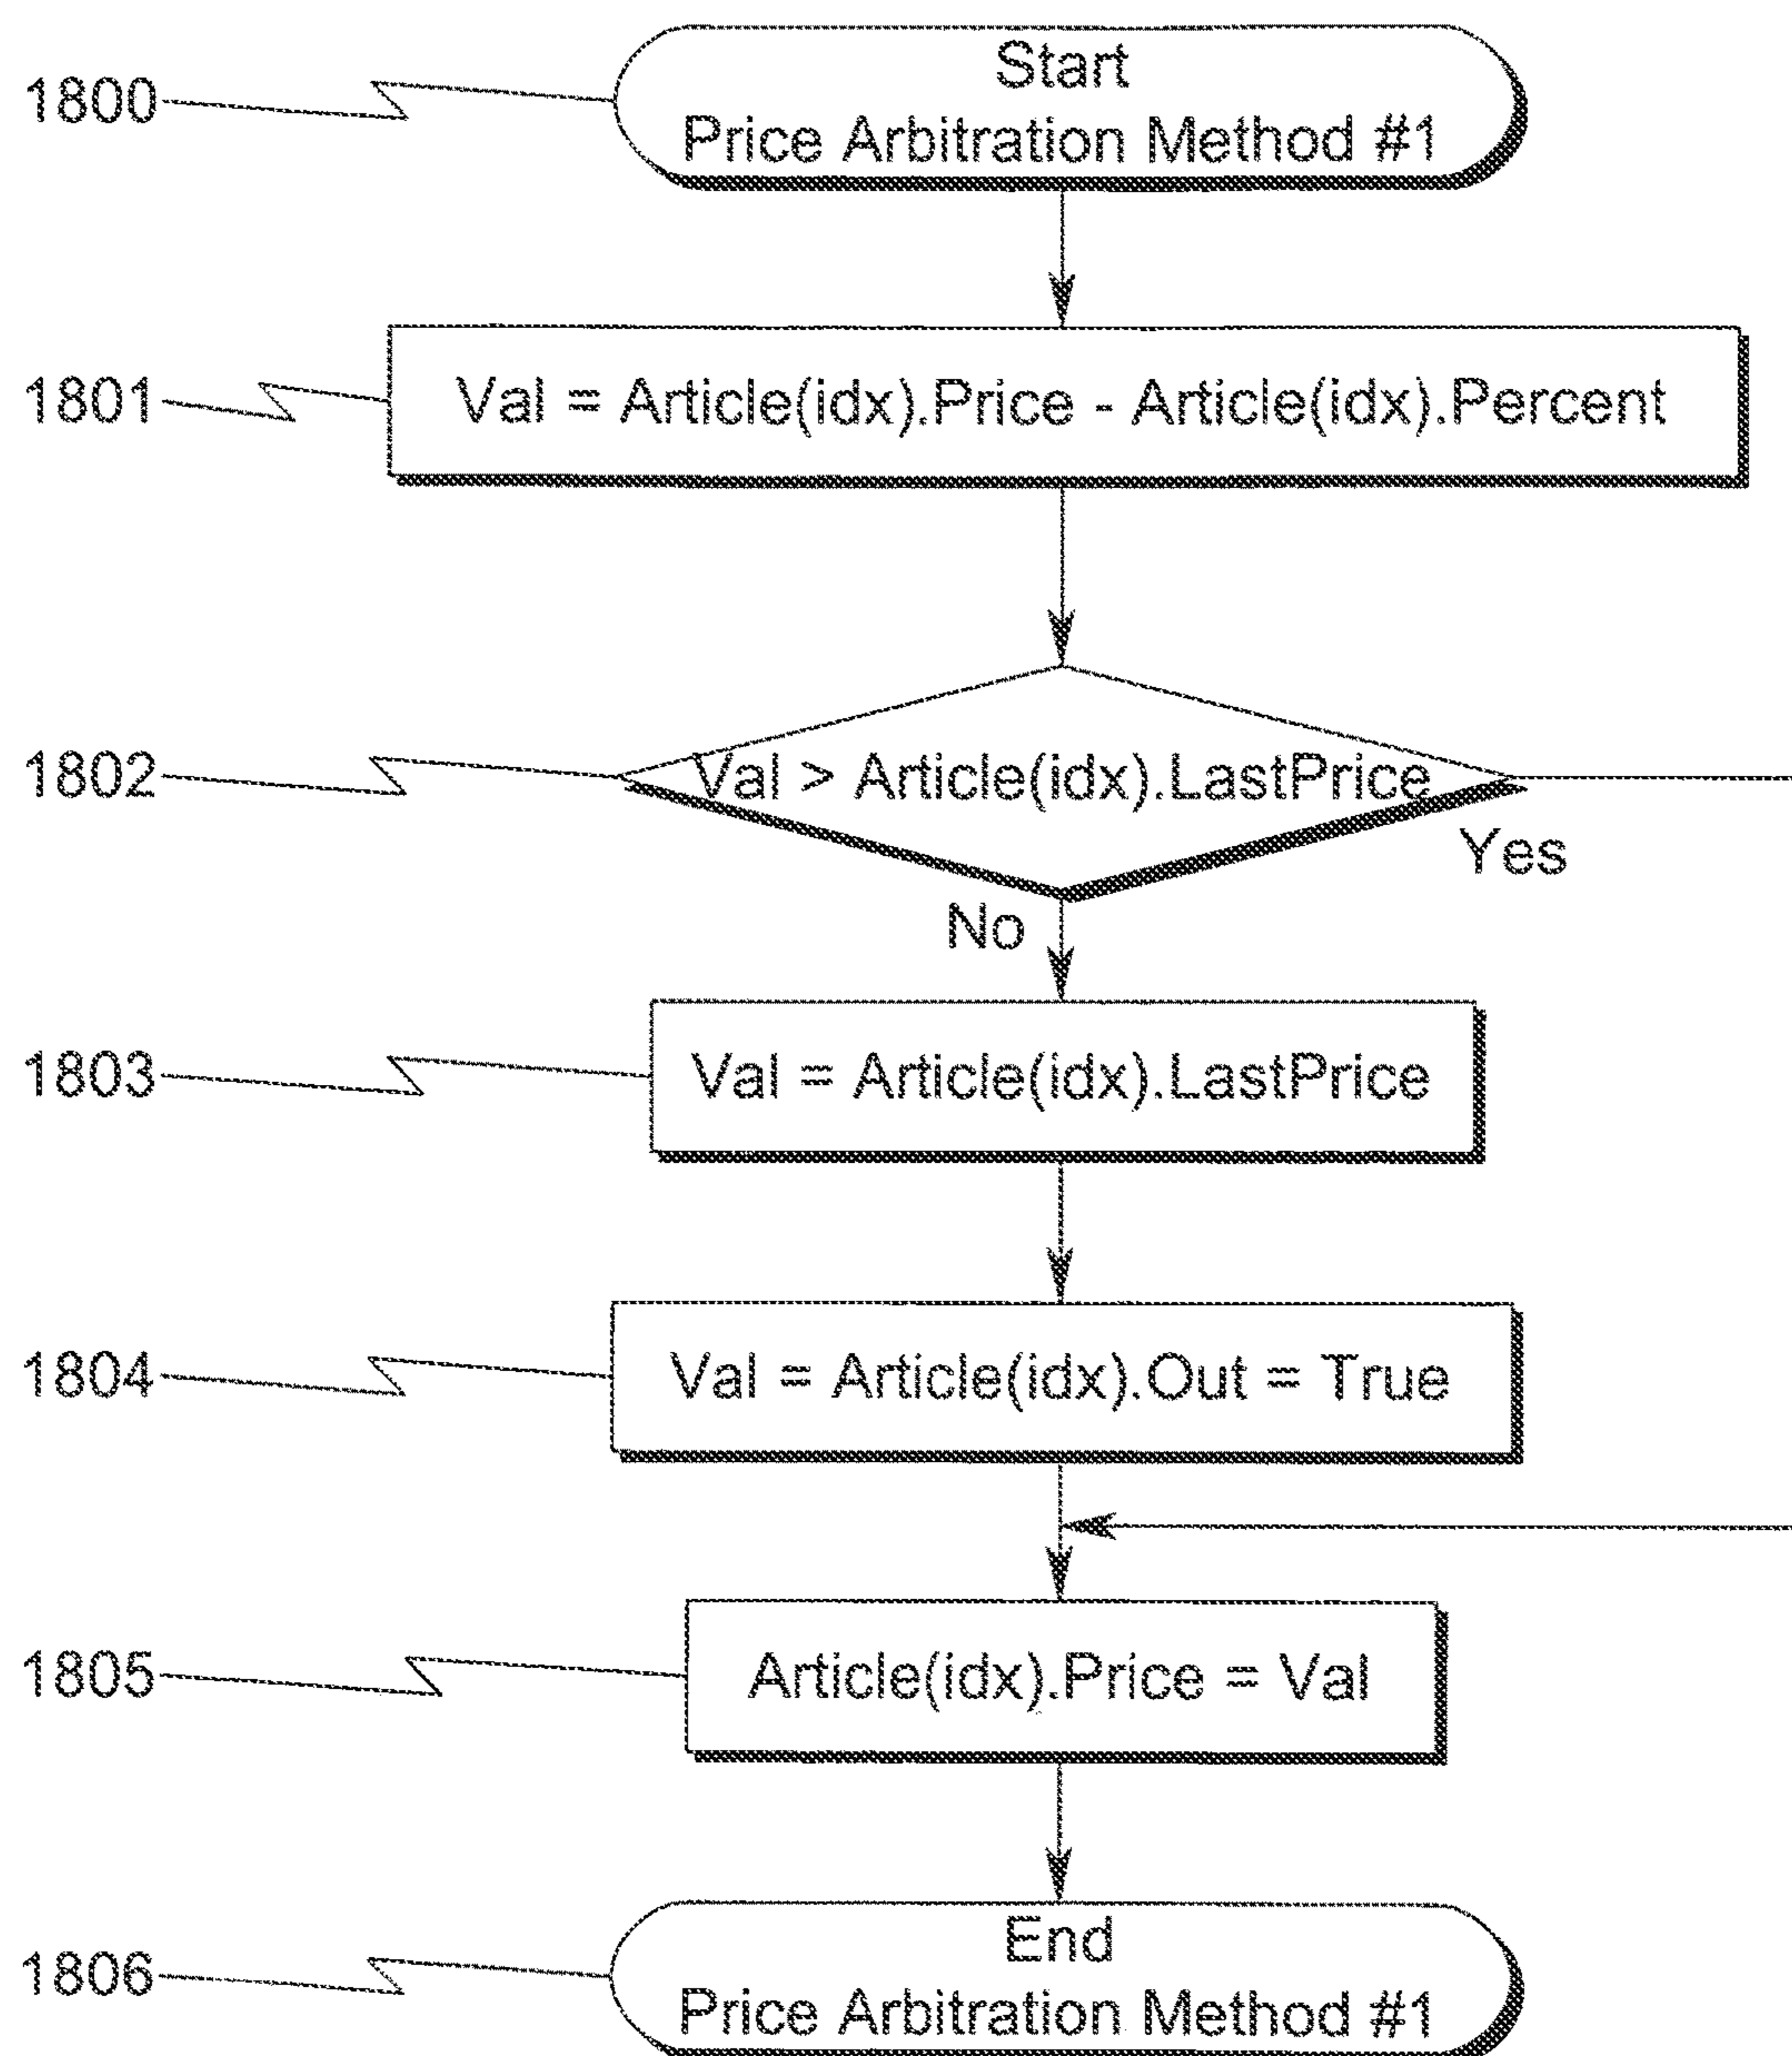 1800
Start
Price Arbitration Method #1
1801
Val = Article(idx).Price - Article(idx).Percent
1802
Val > Article(idx).LastPrice
Yes
No
1803
Val = Article(idx).LastPrice
1804
Val = Article(idx).Out = True
1805
Article(idx).Price = Val
1806
End
Price Arbitration Method #1